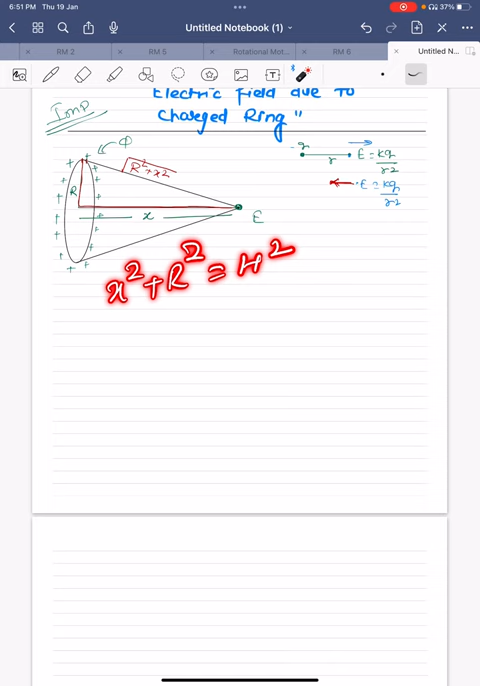 6:51 PM Thu 19 Jan
37%
Untitled Notebook (1)
RM 2
RM 5
Rotational Mot...
RM 6
Untitled N...
Imp
Electric field due to
Charged Ring"
R
√R²+x²
x
E
r
E = kq/r2
E = kq/r2
x²+R² = H²